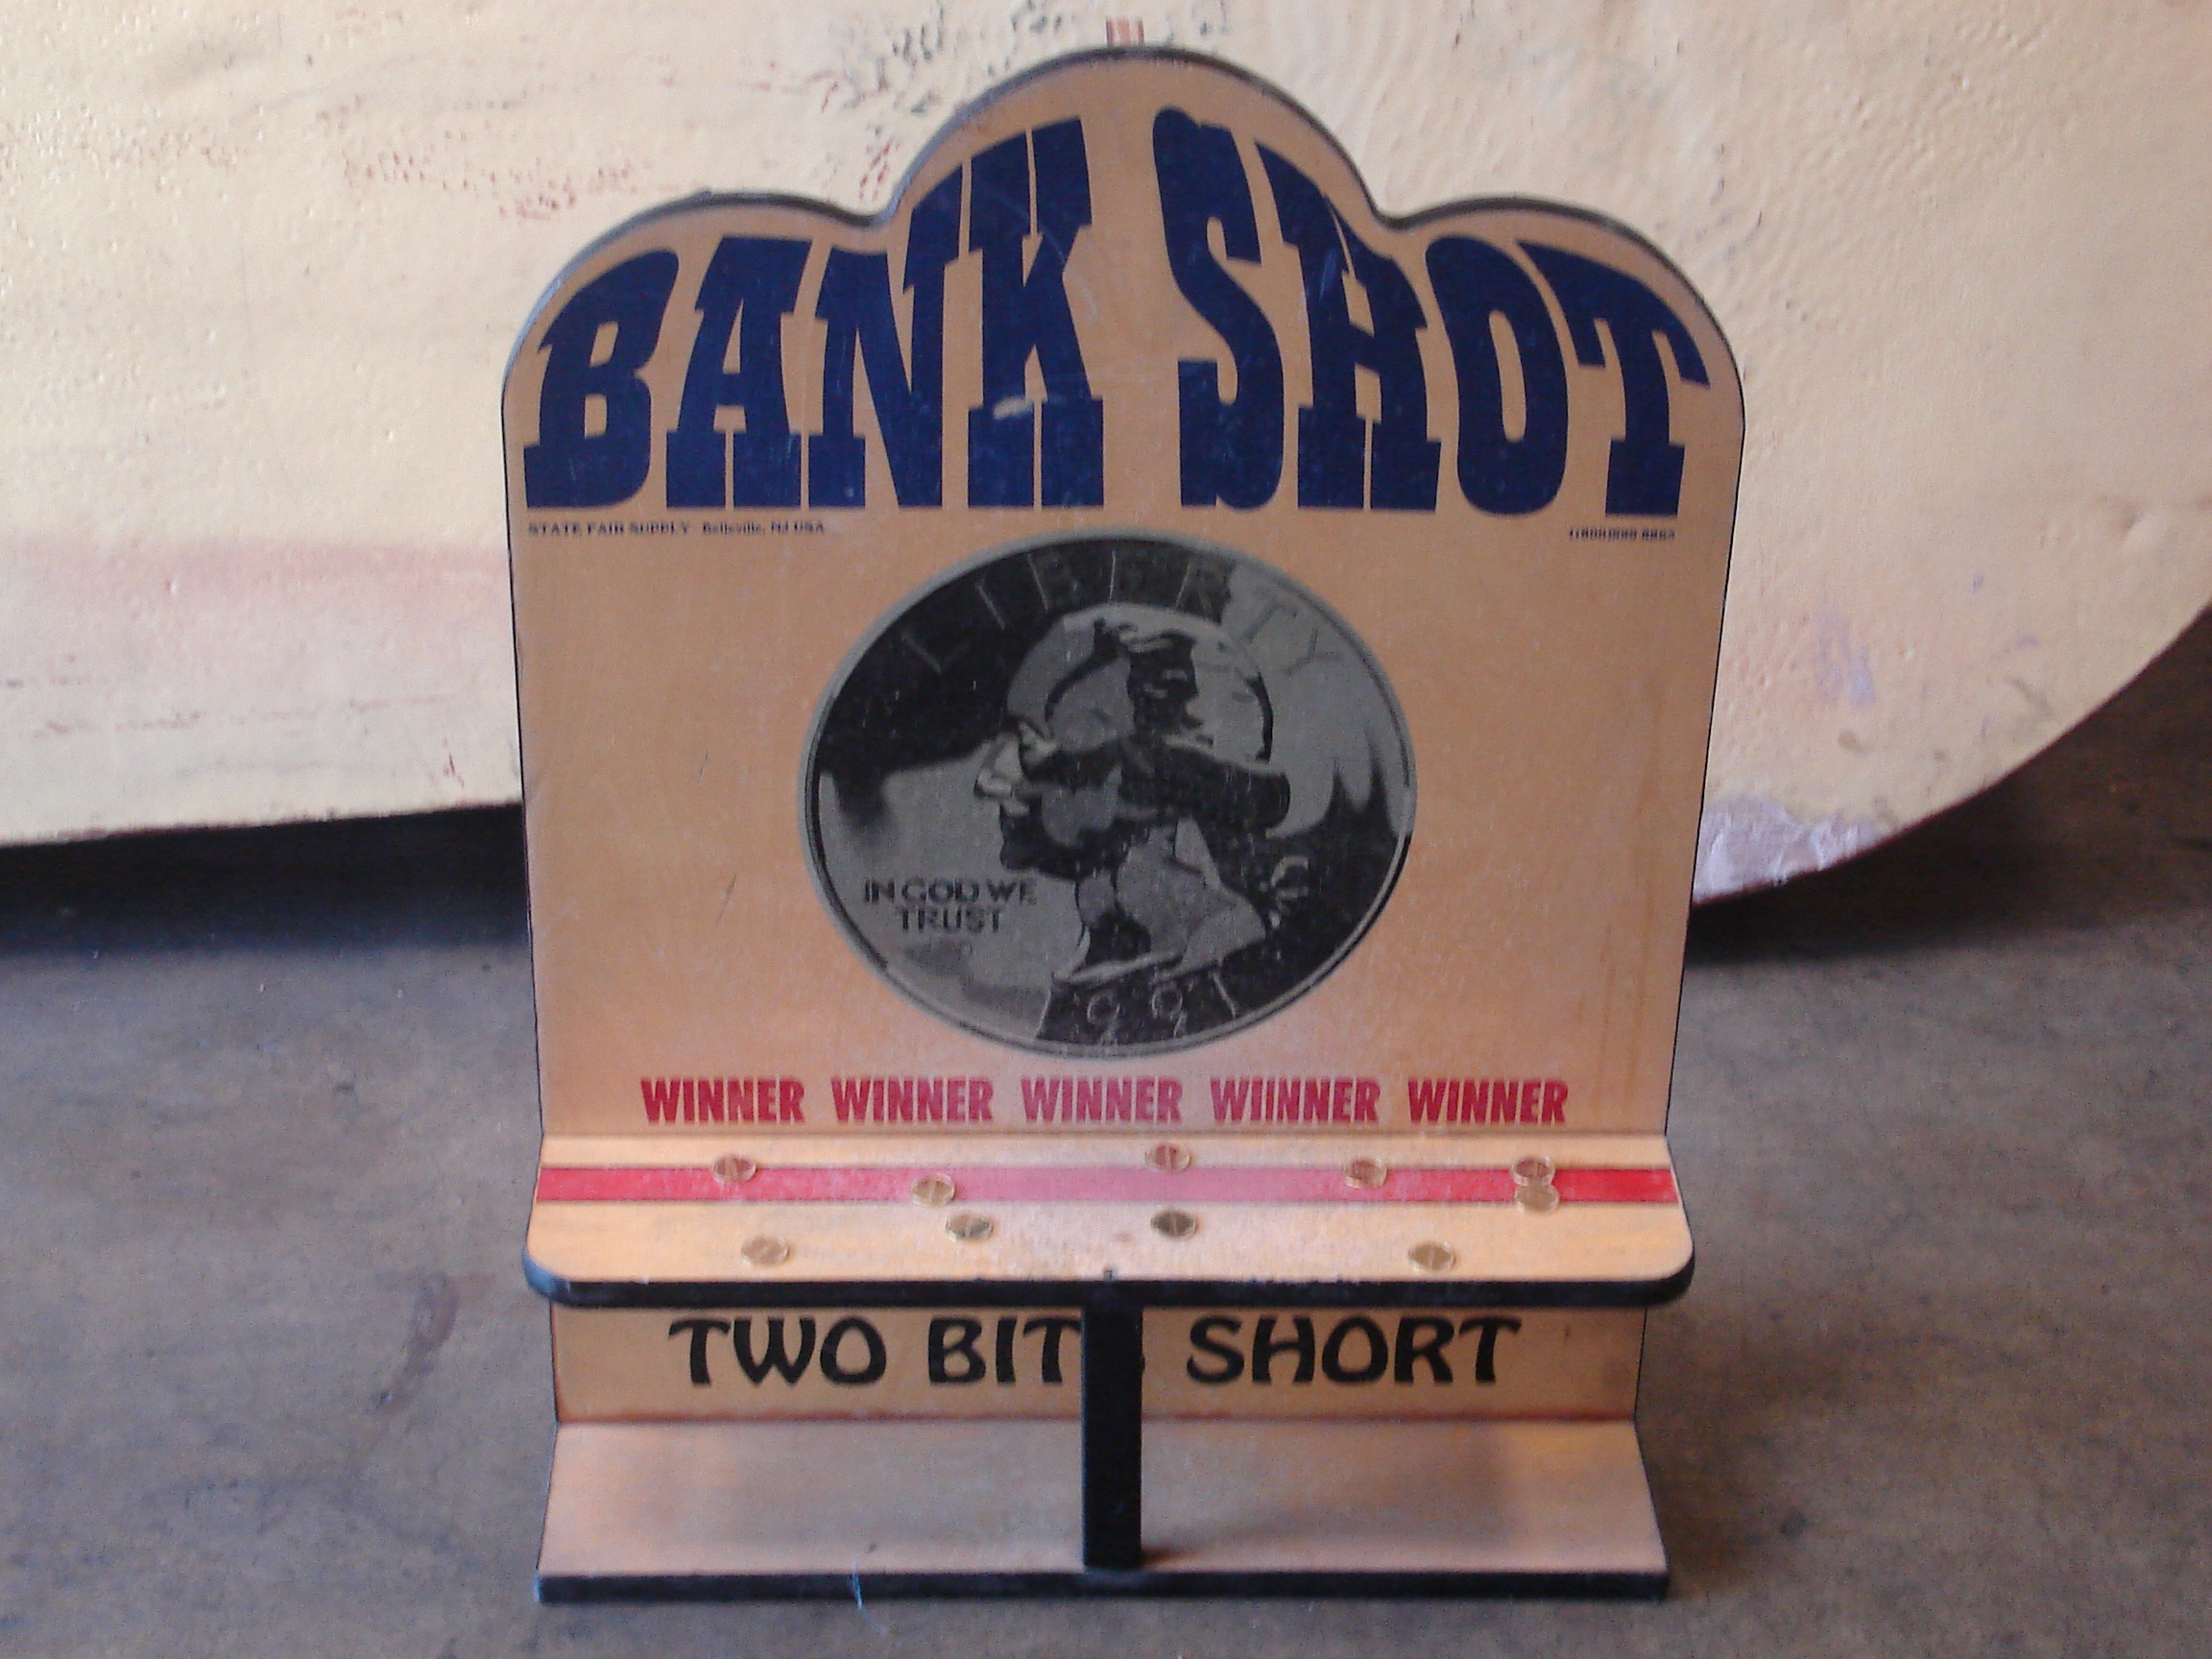 BANK SHOT
STATE FAIR SUPPLY Belleville, NJ USA
LIBERTY
IN GOD WE
TRUST
WINNER WINNER WINNER WIINNER WINNER
TWO BIT SHORT